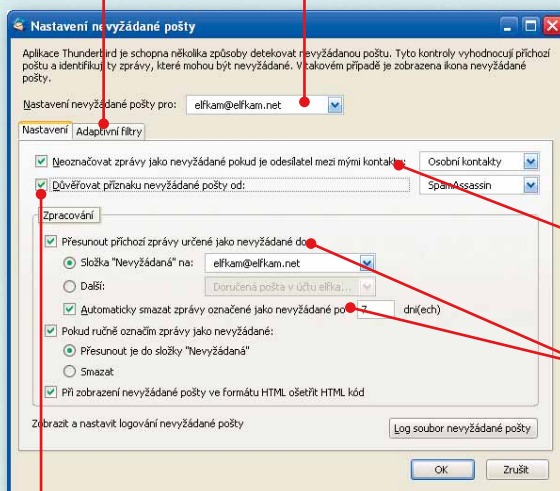 Nastavení nevyžádané pošty
Aplikace Thunderbird je schopna několika způsoby detekovat nevyžádanou poštu. Tyto kontroly vyhodnocují příchozí
poštu a identifikují ty zprávy, které mohou být nevyžádané. V takovém případě je zobrazena ikona nevyžádané
pošty.
Nastavení nevyžádané pošty pro: elfkam@elfkam.net
Nastavení Adaptivní filtry
Neoznačovat zprávy jako nevyžádané pokud je odesílatel mezi mými kontakty: Osobní kontakty
Důvěřovat příznaku nevyžádané pošty od: SpamAssassin
Zpracování
Přesunout příchozí zprávy určené jako nevyžádané do:
Složka "Nevyžádaná" na: elfkam@elfkam.net
Další: Doručená pošta v účtu elfka...
Automaticky smazat zprávy označené jako nevyžádané po 7 dni(ech)
Pokud ručně označím zprávy jako nevyžádané:
Přesunout je do složky "Nevyžádaná"
Smazat
Při zobrazení nevyžádané pošty ve formátu HTML ošetřit HTML kód
Zobrazit a nastavit logování nevyžádané pošty Log soubor nevyžádané pošty
OK Zrušit